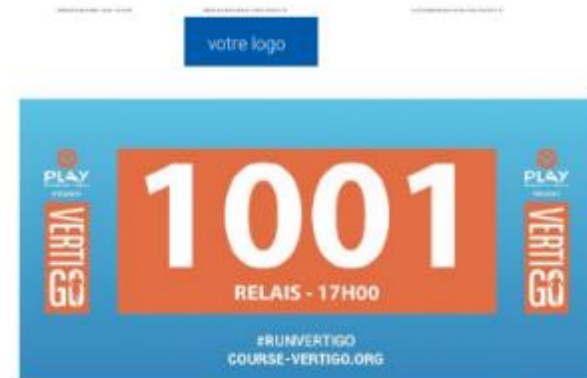 votre logo
PLAY
VERTIGO
1001
RELAIS - 17H00
PLAY
VERTIGO
#RUNVERTIGO
COURSE-VERTIGO.ORG